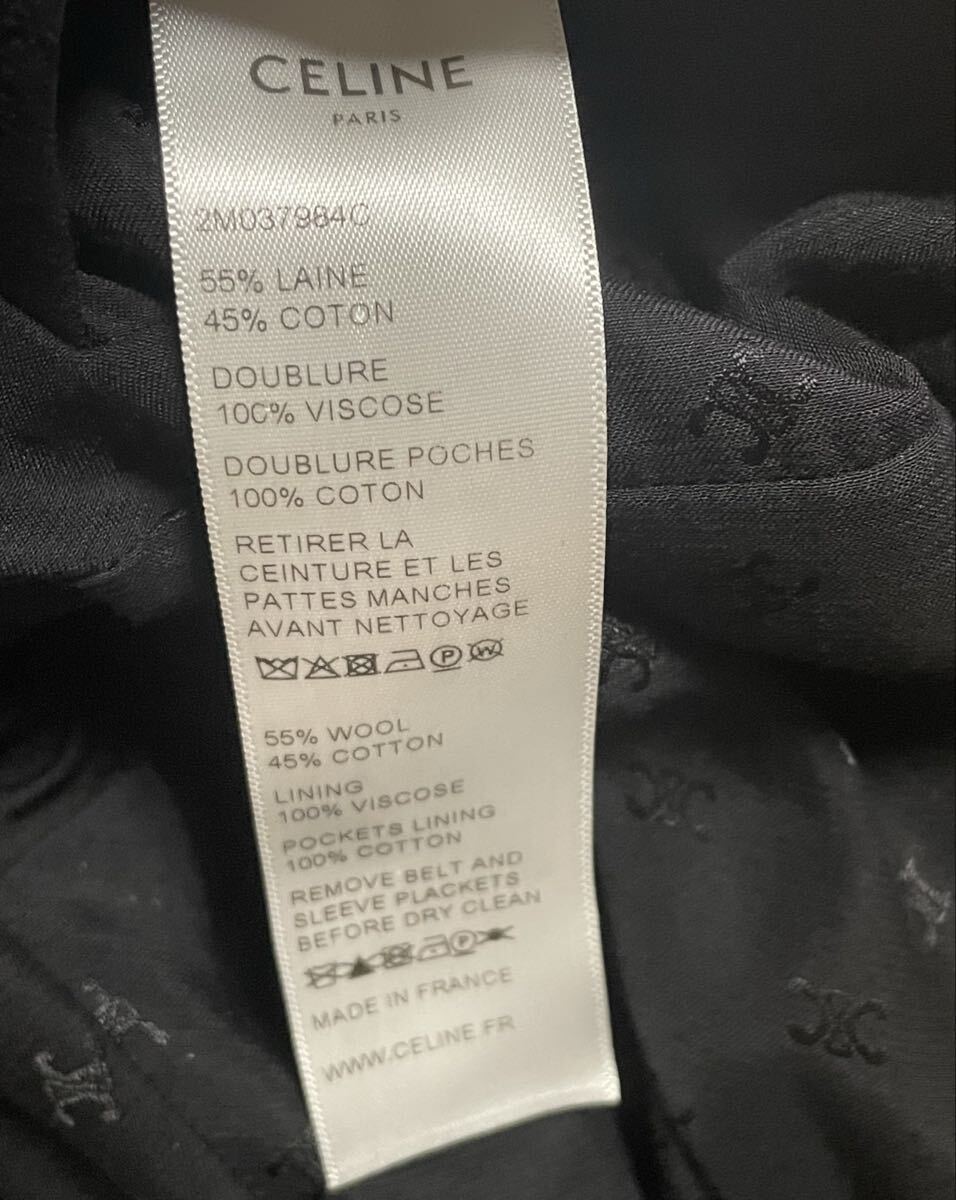 CELINE
PARIS
2M037984C
55% LAINE
45% COTON
DOUBLURE
100% VISCOSE
DOUBLURE POCHES
100% COTON
RETIRER LA
CEINTURE ET LES
PATTES MANCHES
AVANT NETTOYAGE
P W
55% WOOL
45% COTTON
LINING
100% VISCOSE
POCKETS LINING
100% COTTON
REMOVE BELT AND
SLEEVE PLACKETS
BEFORE DRY CLEAN
P
MADE IN FRANCE
WWW.CELINE.FR